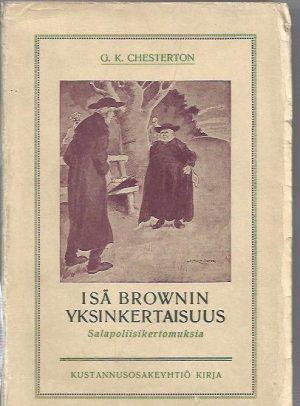 G. K. CHESTERTON
ISÄ BROWNIN
YKSINKERTAISUUS
Salapoliisikertomuksia
KUSTANNUSOSAKEYHTIÖ KIRJA